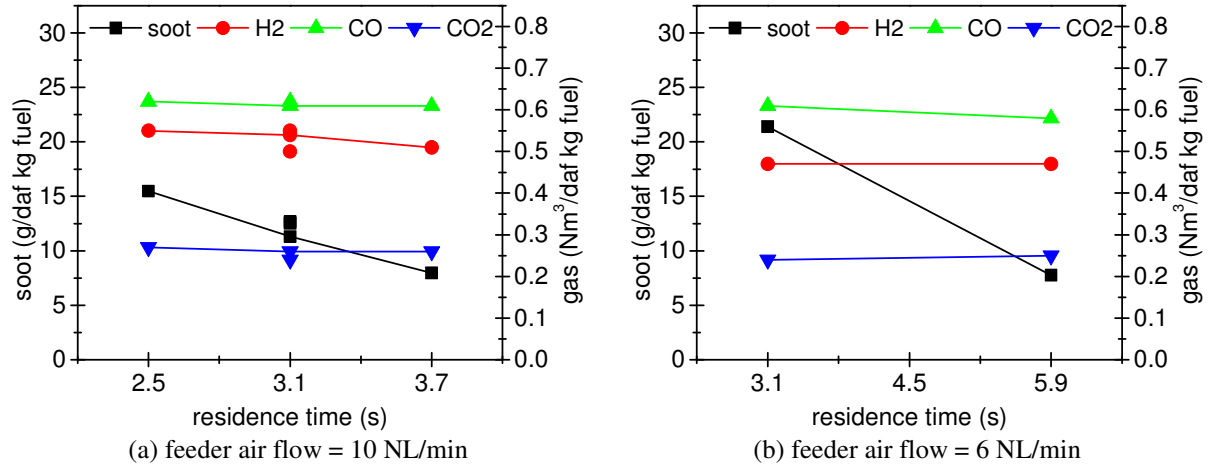 soot H2 CO CO2
30
25
20
15
10
5
0
soot (g/daf kg fuel)
0.8
0.7
0.6
0.5
0.4
0.3
0.2
0.1
0.0
gas (Nm³/daf kg fuel)
2.5 3.1 3.7
residence time (s)
(a) feeder air flow = 10 NL/min
soot H2 CO CO2
30
25
20
15
10
5
0
soot (g/daf kg fuel)
0.8
0.7
0.6
0.5
0.4
0.3
0.2
0.1
0.0
gas (Nm³/daf kg fuel)
3.1 4.5 5.9
residence time (s)
(b) feeder air flow = 6 NL/min